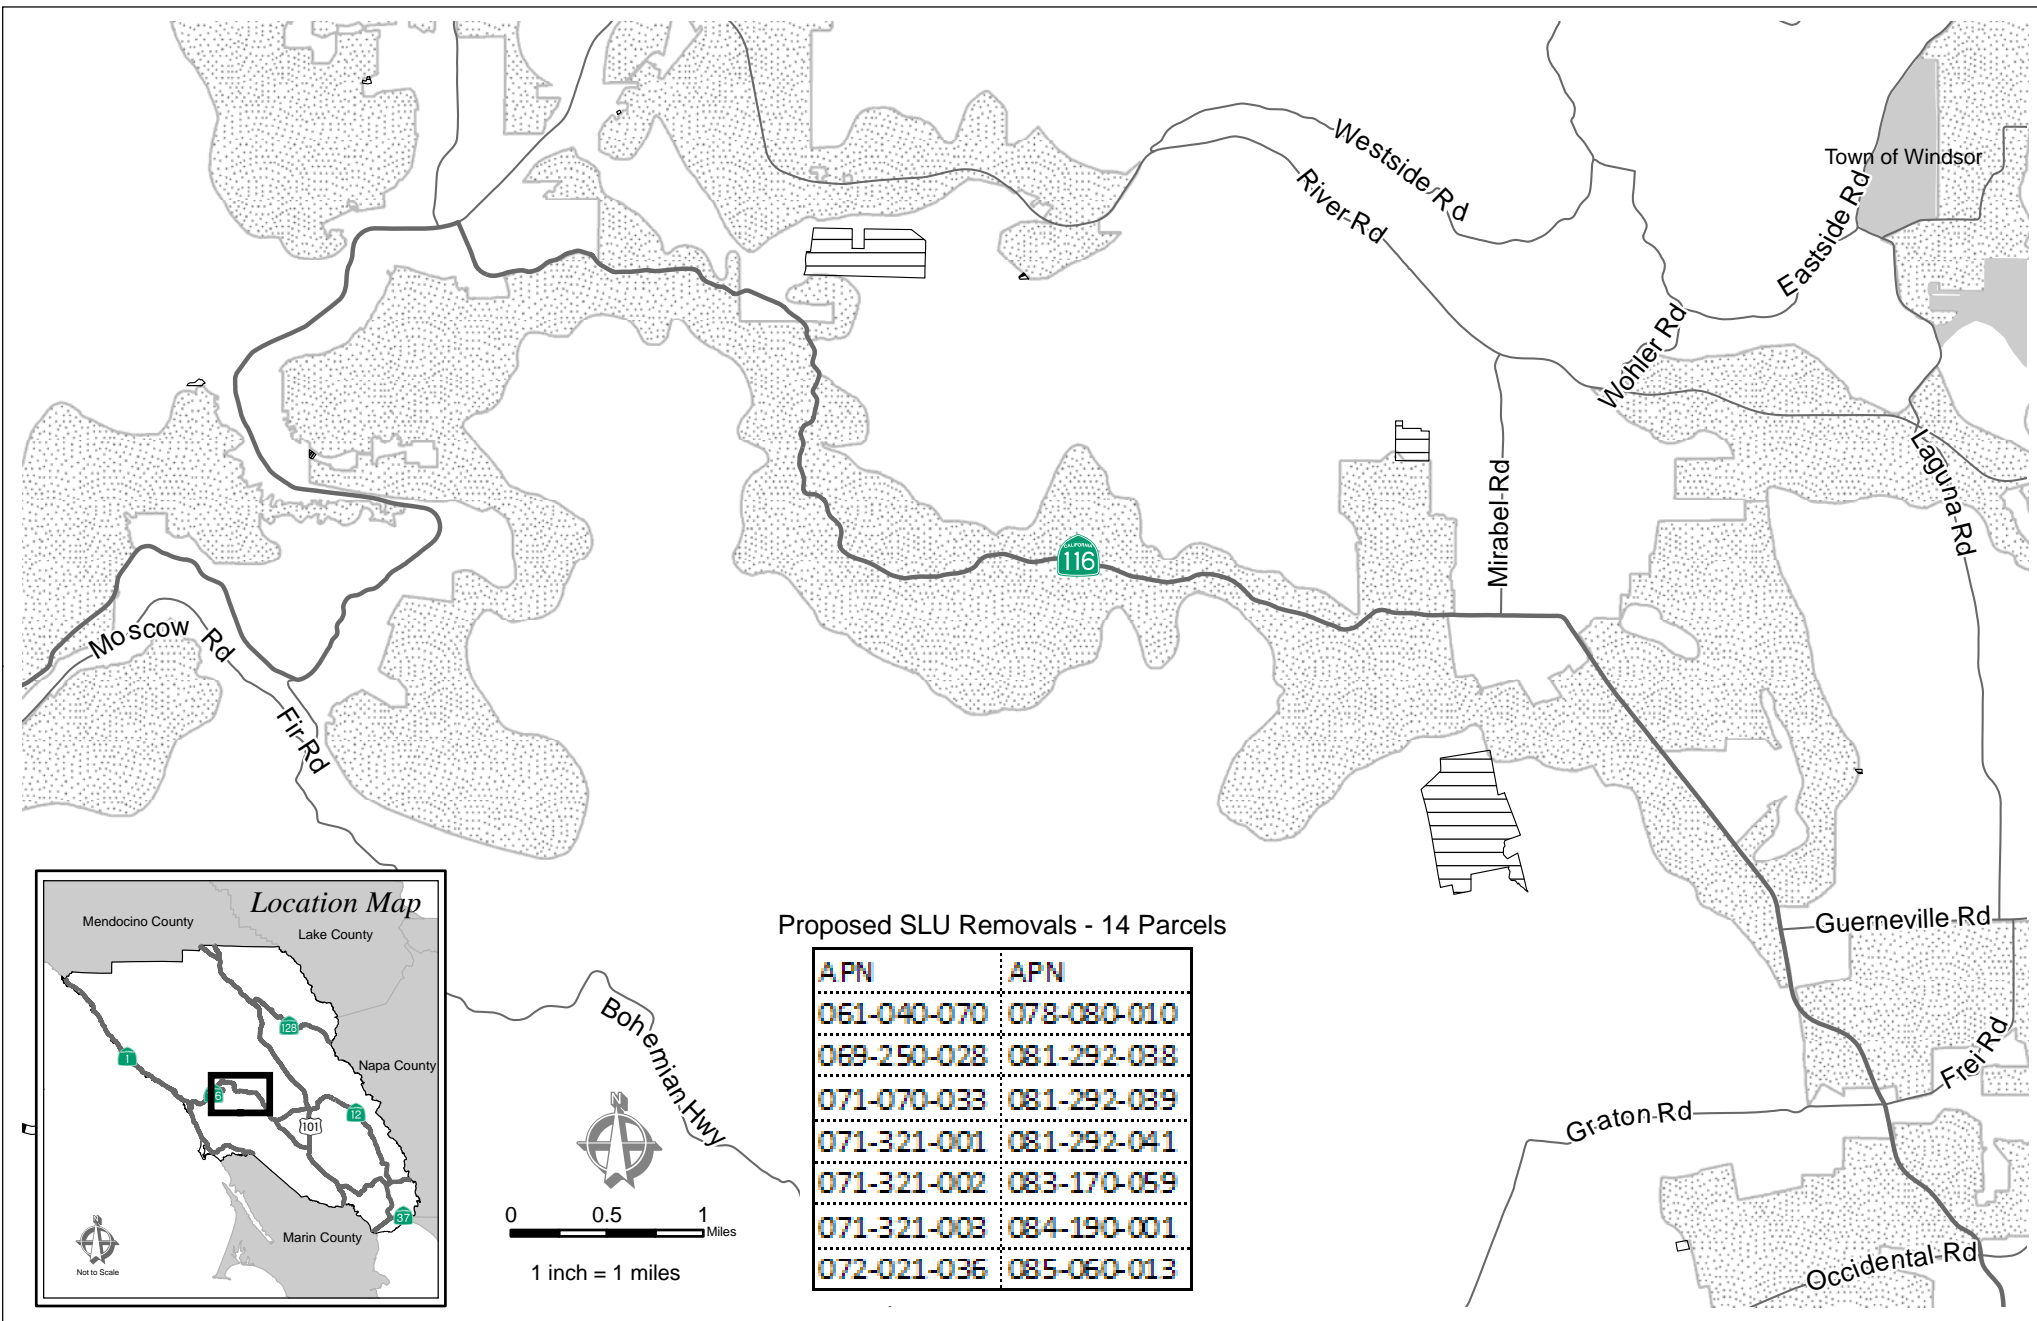 Westside Rd
River Rd
Town of Windsor
Eastside Rd
Wohler Rd
Laguna Rd
Mirabel Rd
CALIFORNIA
116
Moscow Rd
Fir Rd
Guerneville Rd
Frei Rd
Graton Rd
Occidental Rd
Bohemian Hwy
Location Map
Mendocino County
Lake County
128
1
Napa County
6
12
101
37
Marin County
N
Not to Scale
N
0 0.5 1
Miles
1 inch = 1 miles
Proposed SLU Removals - 14 Parcels
APN APN
061-040-070 078-080-010
069-250-028 081-292-038
071-070-033 081-292-039
071-321-001 081-292-041
071-321-002 083-170-059
071-321-003 084-190-001
072-021-036 085-060-013